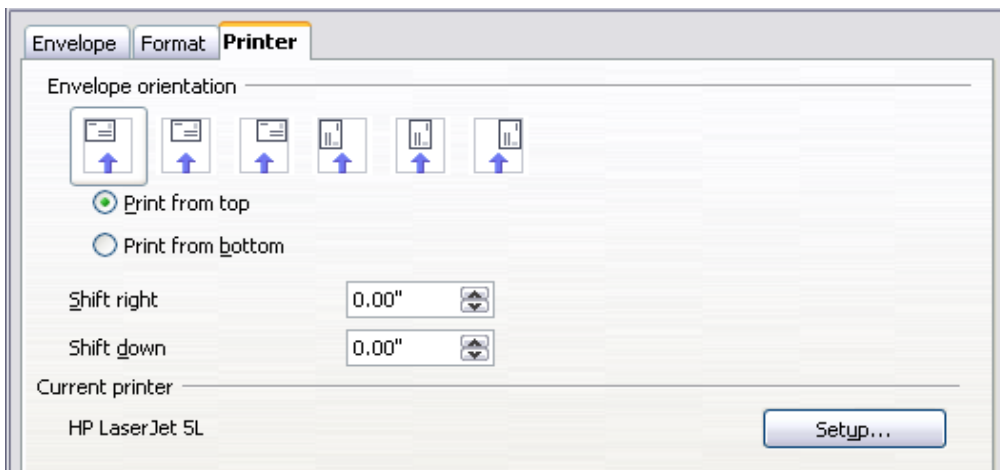 Envelope Format Printer
Envelope orientation
Print from top
Print from bottom
Shift right 0.00"
Shift down 0.00"
Current printer
HP LaserJet 5L Setup...